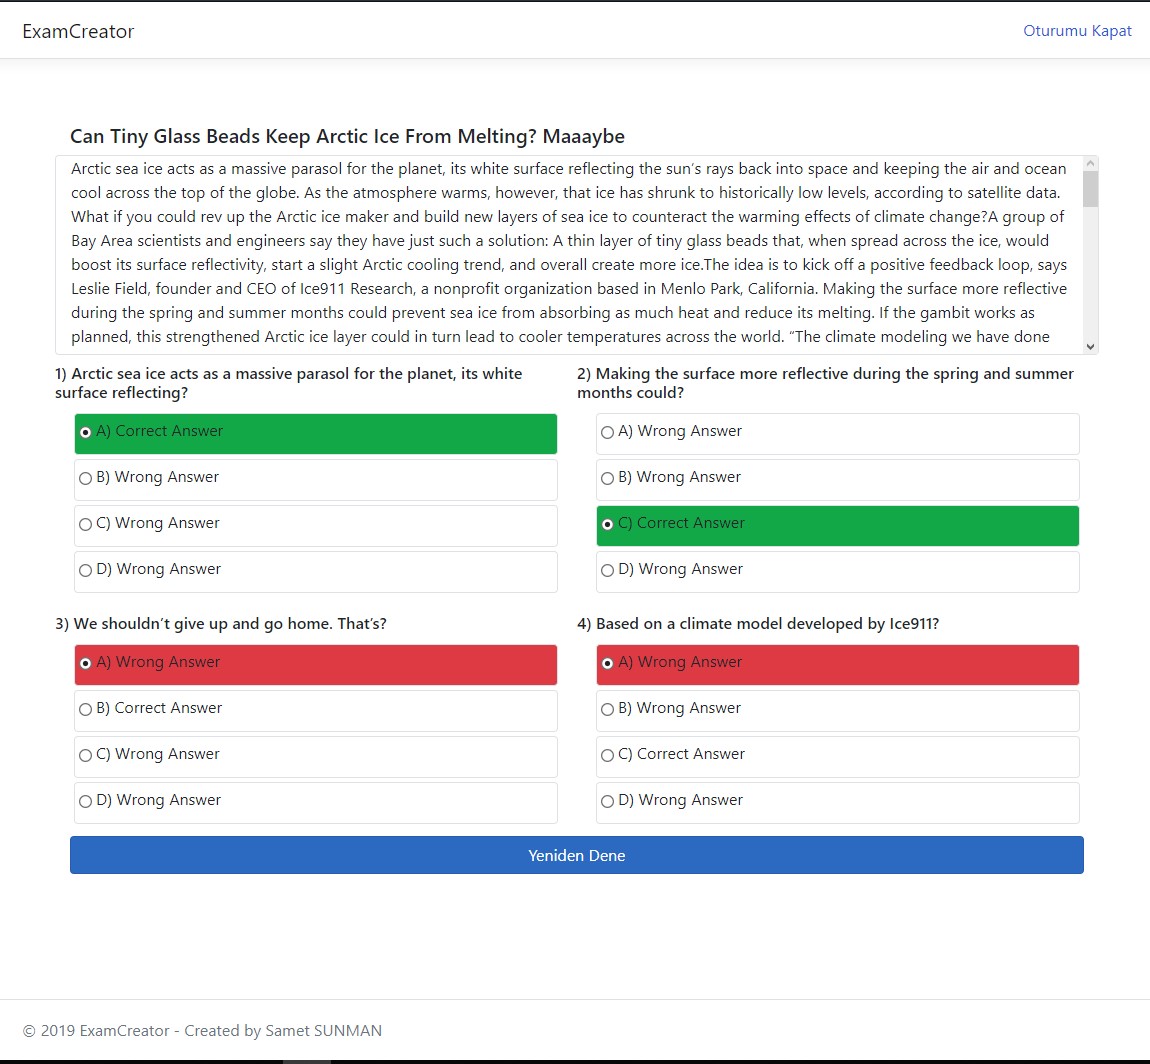 ExamCreator
Oturumu Kapat
Can Tiny Glass Beads Keep Arctic Ice From Melting? Maaaybe
Arctic sea ice acts as a massive parasol for the planet, its white surface reflecting the sun’s rays back into space and keeping the air and ocean
cool across the top of the globe. As the atmosphere warms, however, that ice has shrunk to historically low levels, according to satellite data.
What if you could rev up the Arctic ice maker and build new layers of sea ice to counteract the warming effects of climate change?A group of
Bay Area scientists and engineers say they have just such a solution: A thin layer of tiny glass beads that, when spread across the ice, would
boost its surface reflectivity, start a slight Arctic cooling trend, and overall create more ice.The idea is to kick off a positive feedback loop, says
Leslie Field, founder and CEO of Ice911 Research, a nonprofit organization based in Menlo Park, California. Making the surface more reflective
during the spring and summer months could prevent sea ice from absorbing as much heat and reduce its melting. If the gambit works as
planned, this strengthened Arctic ice layer could in turn lead to cooler temperatures across the world. “The climate modeling we have done
1) Arctic sea ice acts as a massive parasol for the planet, its white
surface reflecting?
A) Correct Answer
B) Wrong Answer
C) Wrong Answer
D) Wrong Answer
2) Making the surface more reflective during the spring and summer
months could?
A) Wrong Answer
B) Wrong Answer
C) Correct Answer
D) Wrong Answer
3) We shouldn’t give up and go home. That’s?
A) Wrong Answer
B) Correct Answer
C) Wrong Answer
D) Wrong Answer
4) Based on a climate model developed by Ice911?
A) Wrong Answer
B) Wrong Answer
C) Correct Answer
D) Wrong Answer
Yeniden Dene
© 2019 ExamCreator - Created by Samet SUNMAN